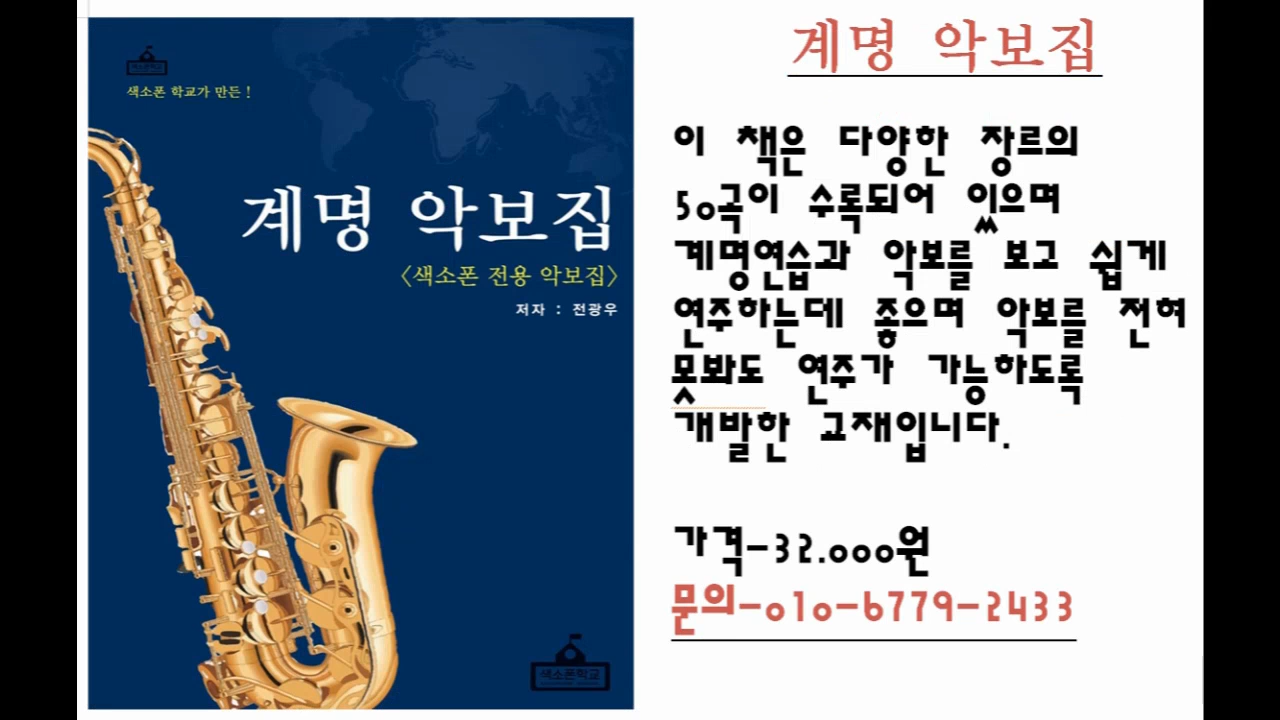 색소폰학교
색소폰 학교가 만든 !
계명 악보집
<색소폰 전용 악보집>
저자 : 전광우
색소폰학교
계명 악보집
이 책은 다양한 장르의
50곡이 수록되어 있으며
계명연습과 악보를 보고 쉽게
연주하는데 좋으며 악보를 전혀
못봐도 연주가 가능하도록
개발한 교재입니다.
가격-32.000원
문의-010-6779-2433